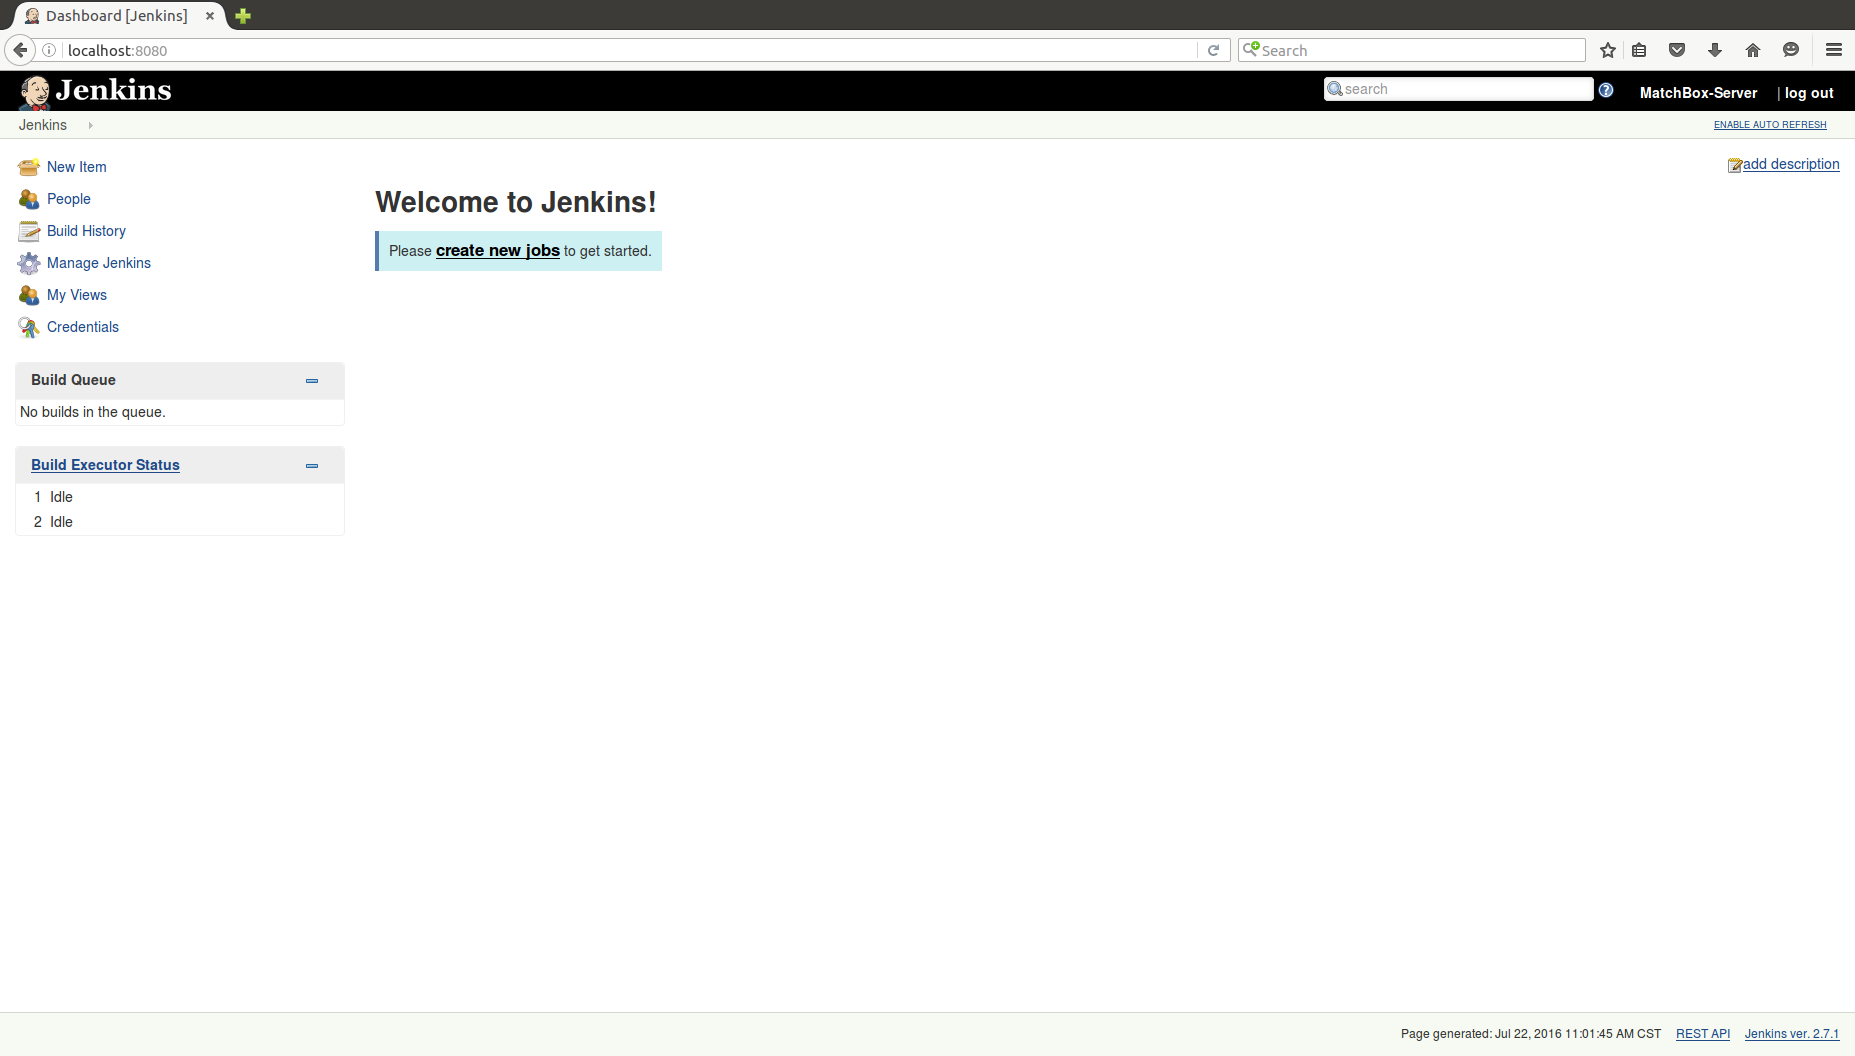 Dashboard [Jenkins]
localhost:8080
Search
Jenkins
search
MatchBox-Server | log out
Jenkins
ENABLE AUTO REFRESH
New Item
People
Build History
Manage Jenkins
My Views
Credentials
add description
Welcome to Jenkins!
Please create new jobs to get started.
Build Queue
No builds in the queue.
Build Executor Status
1 Idle
2 Idle
Page generated: Jul 22, 2016 11:01:45 AM CST REST API Jenkins ver. 2.7.1